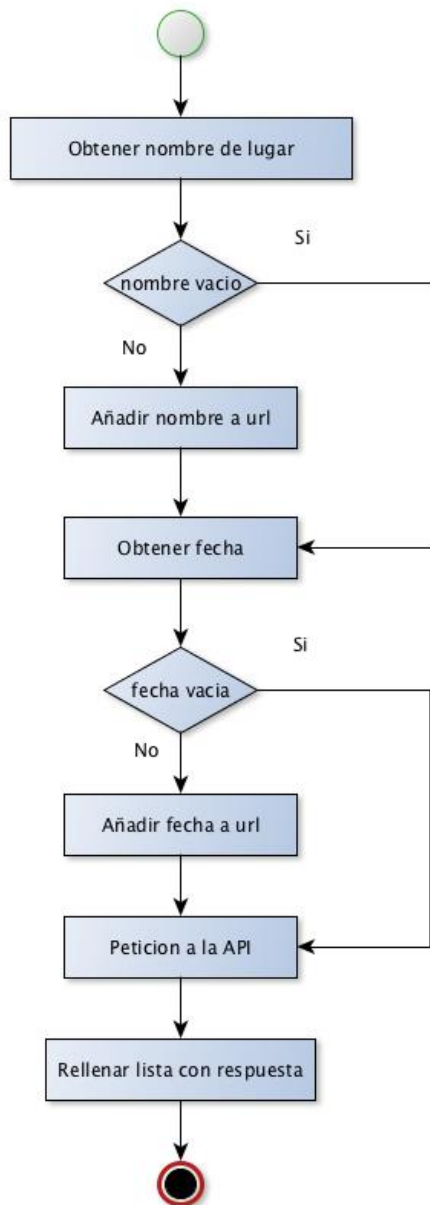 Obtener nombre de lugar
Si
nombre vacio
No
Añadir nombre a url
Obtener fecha
Si
fecha vacia
No
Añadir fecha a url
Peticion a la API
Rellenar lista con respuesta